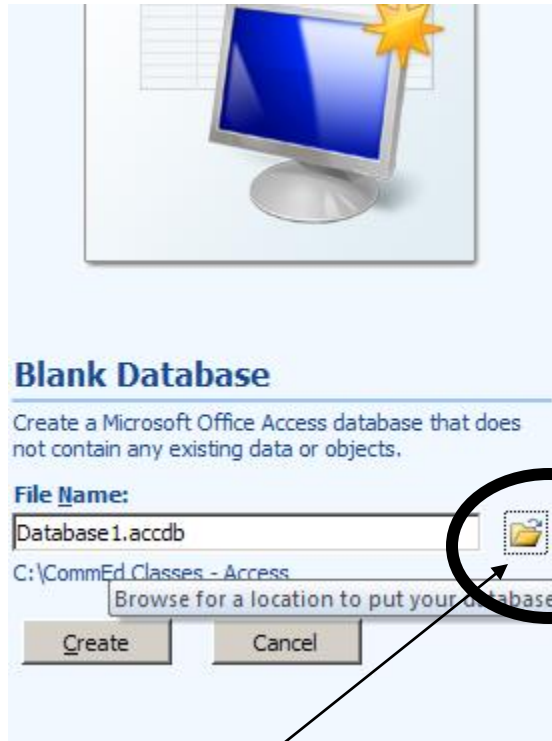 Blank Database
Create a Microsoft Office Access database that does
not contain any existing data or objects.
File Name:
Database1.accdb
C:\CommEd Classes - Access
Browse for a location to put your database
Create
Cancel